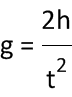 g = 2h / t²